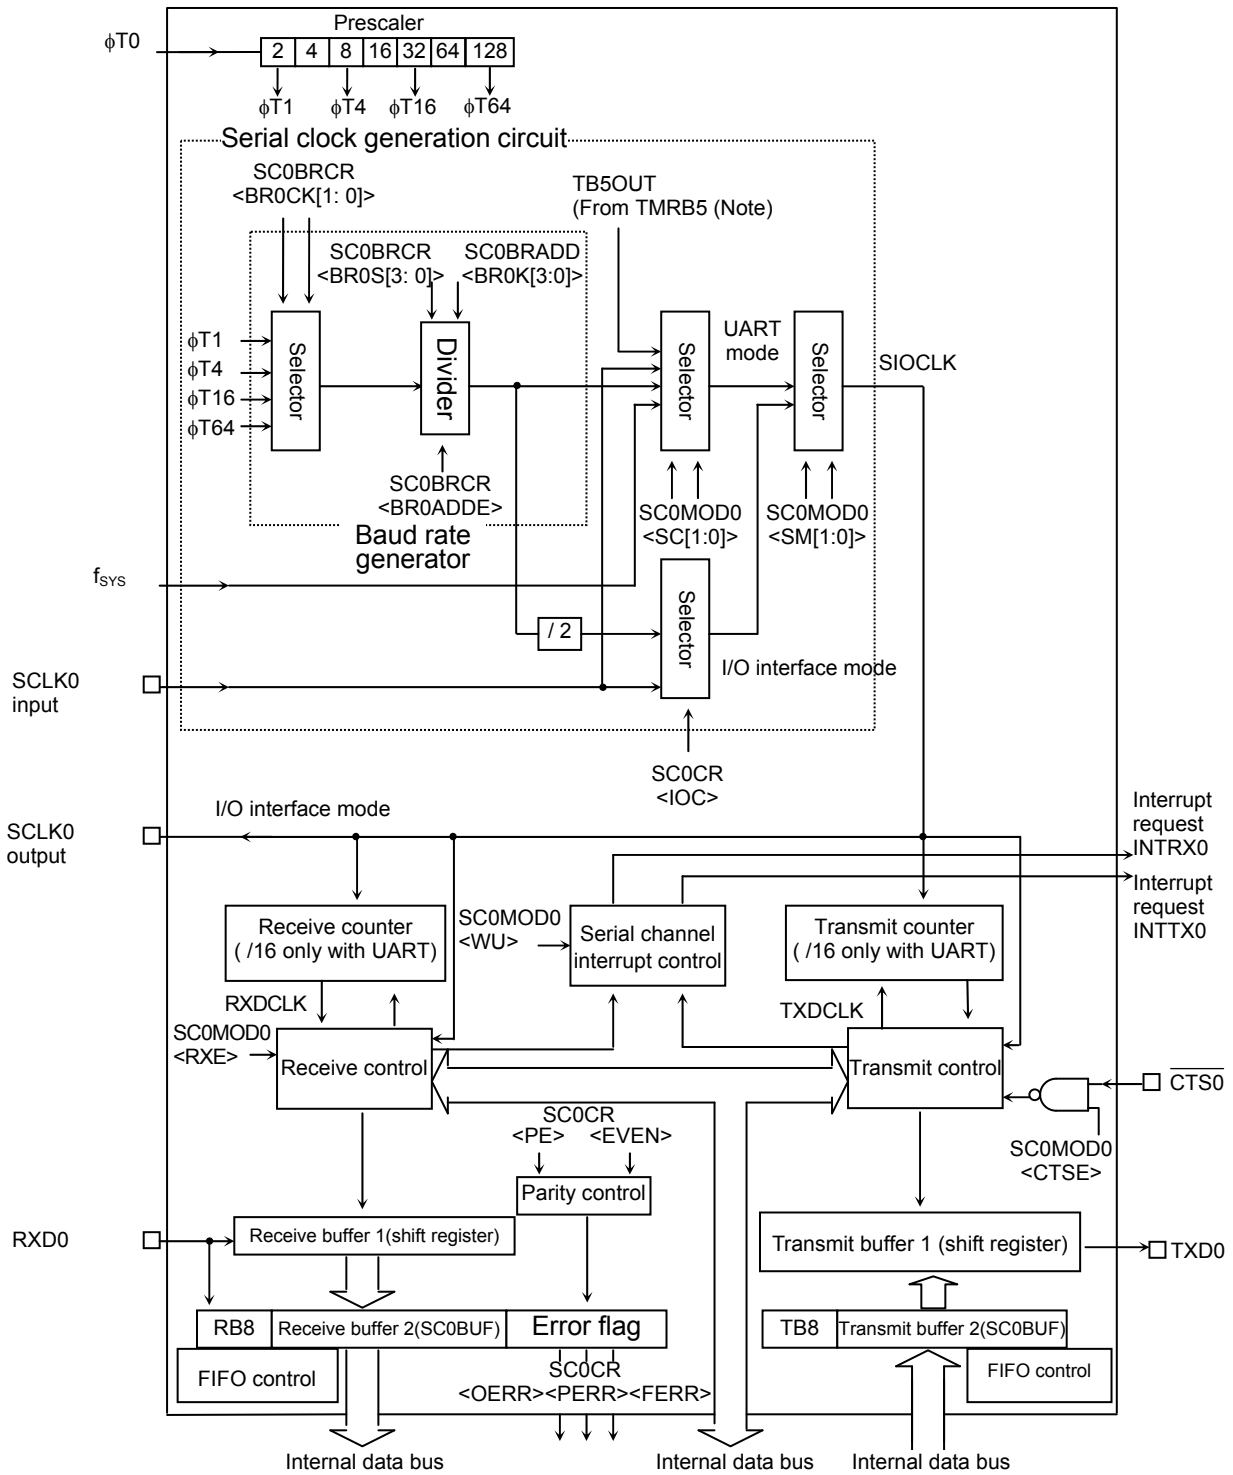 Prescaler
ϕT0
2 4 8 16 32 64 128
ϕT1 ϕT4 ϕT16 ϕT64
Serial clock generation circuit
SC0BRCR
<BR0CK[1: 0]>
TB5OUT
(From TMRB5 (Note)
SC0BRCR
<BR0S[3: 0]>
SC0BRADD
<BR0K[3:0]>
ϕT1
ϕT4
ϕT16
ϕT64
Selector
Divider
Selector
UART
mode
Selector
SIOCLK
SC0BRCR
<BR0ADDE>
Baud rate
generator
SC0MOD0
<SC[1:0]>
SC0MOD0
<SM[1:0]>
fSYS
/ 2
Selector
I/O interface mode
SCLK0
input
SC0CR
<IOC>
I/O interface mode
SCLK0
output
Interrupt
request
INTRX0
Interrupt
request
INTTX0
Receive counter
( /16 only with UART)
SC0MOD0
<WU>
Serial channel
interrupt control
Transmit counter
( /16 only with UART)
RXDCLK
TXDCLK
SC0MOD0
<RXE>
Receive control
Transmit control
CTS0
SC0MOD0
<CTSE>
SC0CR
<PE> <EVEN>
Parity control
RXD0
Receive buffer 1(shift register)
Transmit buffer 1 (shift register)
TXD0
RB8
Receive buffer 2(SC0BUF)
Error flag
TB8
Transmit buffer 2(SC0BUF)
FIFO control
SC0CR
<OERR><PERR><FERR>
FIFO control
Internal data bus
Internal data bus
Internal data bus